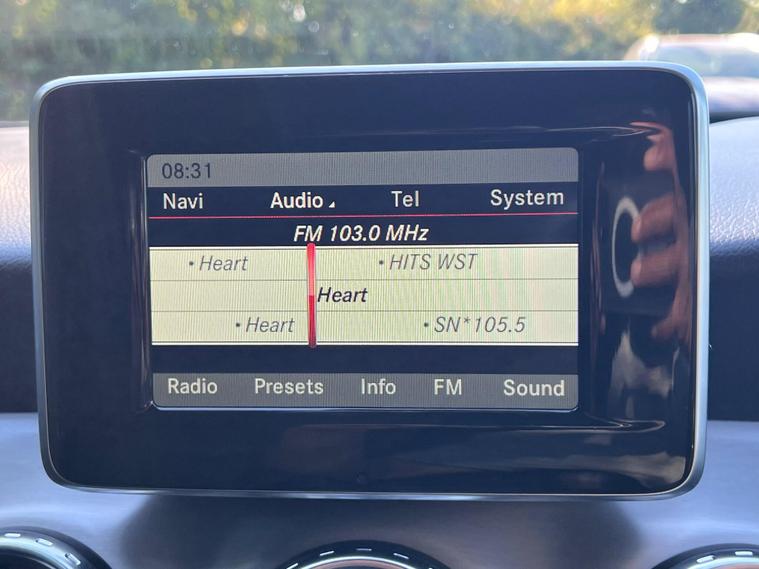 08:31
Navi Audio Tel System
FM 103.0 MHz
• Heart • HITS WST
Heart
• Heart • SN*105.5
Radio Presets Info FM Sound